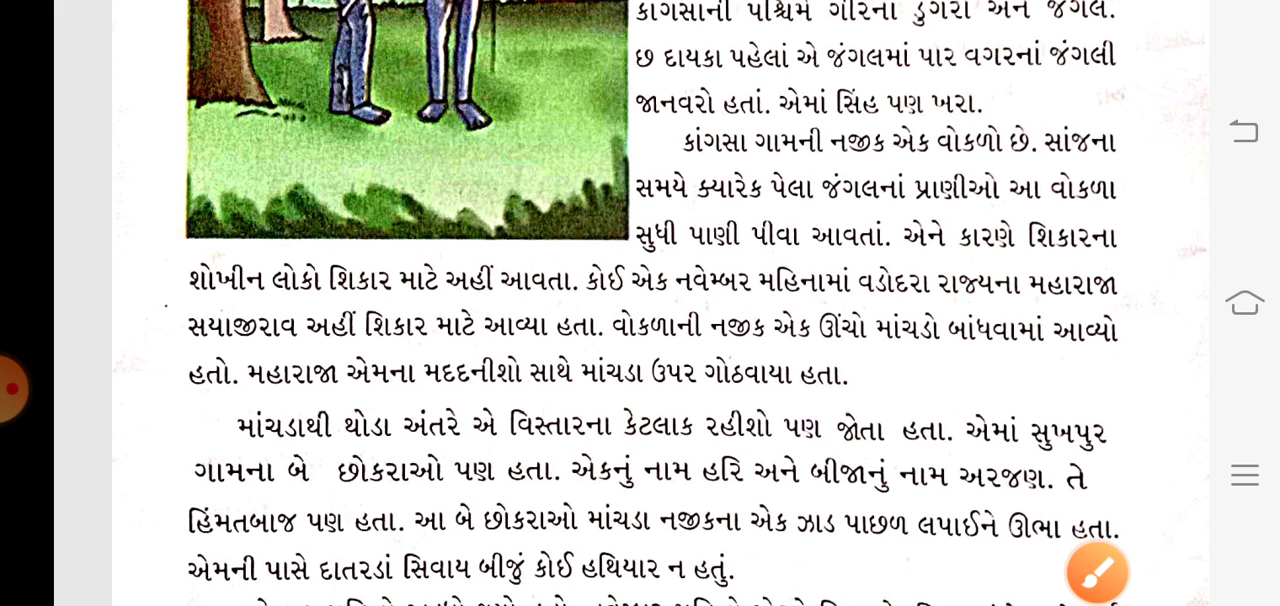 કાંગસાની પશ્ચિમે ગીરના ડુંગરા અને જંગલ.
છ દાયકા પહેલાં એ જંગલમાં પાર વગરનાં જંગલી
જાનવરો હતાં. એમાં સિંહ પણ ખરા.
કાંગસા ગામની નજીક એક વોકળો છે. સાંજના
સમયે ક્યારેક પેલા જંગલનાં પ્રાણીઓ આ વોકળા
સુધી પાણી પીવા આવતાં. એને કારણે શિકારના
શોખીન લોકો શિકાર માટે અહીં આવતા. કોઈ એક નવેમ્બર મહિનામાં વડોદરા રાજ્યના મહારાજા
સયાજીરાવ અહીં શિકાર માટે આવ્યા હતા. વોકળાની નજીક એક ઊંચો માંચડો બાંધવામાં આવ્યો
હતો. મહારાજા એમના મદદનીશો સાથે માંચડા ઉપર ગોઠવાયા હતા.
માંચડાથી થોડા અંતરે એ વિસ્તારના કેટલાક રહીશો પણ જોતા હતા. એમાં સુખપુર
ગામના બે છોકરાઓ પણ હતા. એકનું નામ હરિ અને બીજાનું નામ અરજણ. તે
હિંમતબાજ પણ હતા. આ બે છોકરાઓ માંચડા નજીકના એક ઝાડ પાછળ લપાઈને ઊભા હતા.
એમની પાસે દાતરડાં સિવાય બીજું કોઈ હથિયાર ન હતું.